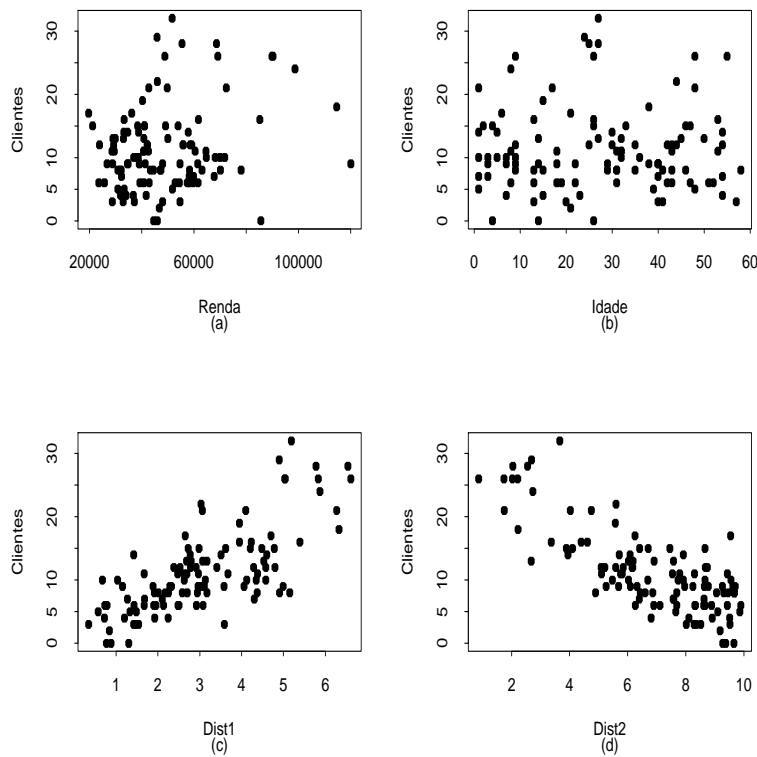 Clientes
0 5 10 20 30
20000 60000 100000
Renda
(a)
Clientes
0 5 10 20 30
0 10 20 30 40 50 60
Idade
(b)
Clientes
0 5 10 20 30
1 2 3 4 5 6
Dist1
(c)
Clientes
0 5 10 20 30
2 4 6 8 10
Dist2
(d)